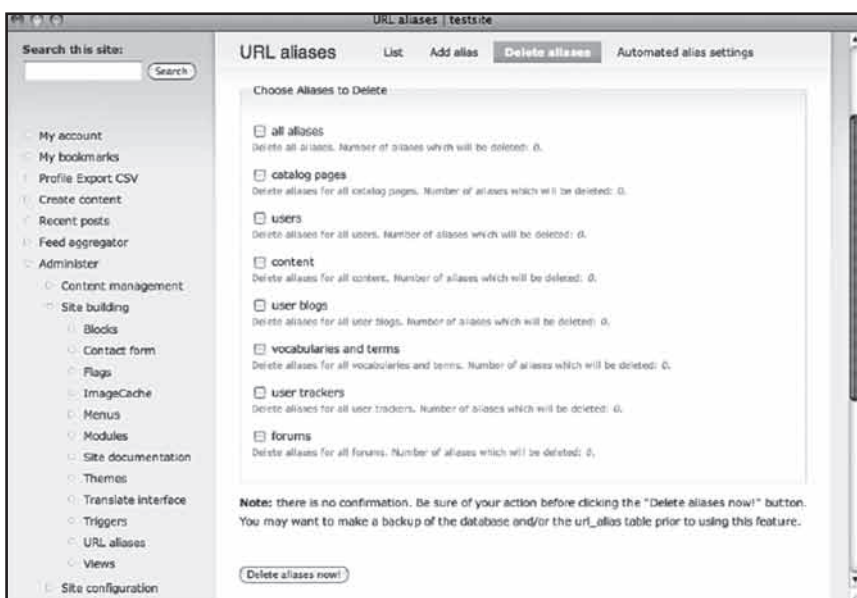 URL aliases | testsite
Search this site:
Search
My account
My bookmarks
Profile Export CSV
Create content
Recent posts
Feed aggregator
Administer
Content management
Site building
Blocks
Contact form
Flags
ImageCache
Menus
Modules
Site documentation
Themes
Translate interface
Triggers
URL aliases
Views
Site configuration
URL aliases
List
Add alias
Delete aliases
Automated alias settings
Choose Aliases to Delete
all aliases
Delete all aliases. Number of aliases which will be deleted: 0.
catalog pages
Delete aliases for all catalog pages. Number of aliases which will be deleted: 0.
users
Delete aliases for all users. Number of aliases which will be deleted: 0.
content
Delete aliases for all content. Number of aliases which will be deleted: 0.
user blogs
Delete aliases for all user blogs. Number of aliases which will be deleted: 0.
vocabularies and terms
Delete aliases for all vocabularies and terms. Number of aliases which will be deleted: 0.
user trackers
Delete aliases for all user trackers. Number of aliases which will be deleted: 0.
forums
Delete aliases for all forums. Number of aliases which will be deleted: 0.
Note: there is no confirmation. Be sure of your action before clicking the "Delete aliases now!" button.
You may want to make a backup of the database and/or the url_alias table prior to using this feature.
Delete aliases now!